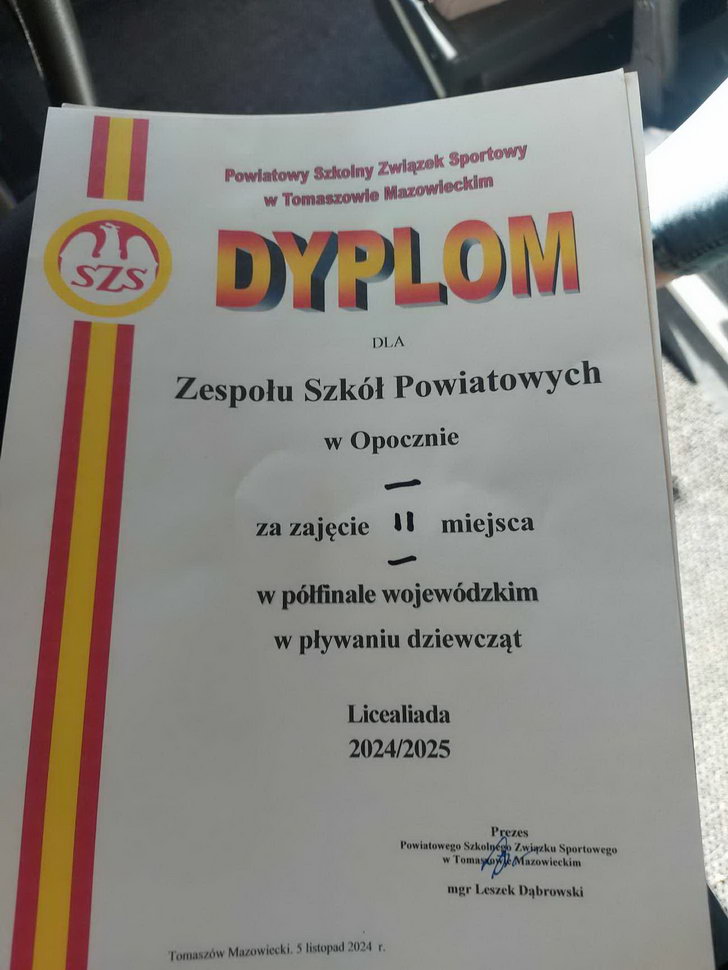 Powiatowy Szkolny Związek Sportowy
w Tomaszowie Mazowieckim
SZS
DYPLOM
DLA
Zespołu Szkół Powiatowych
w Opocznie
za zajęcie II miejsca
w półfinale wojewódzkim
w pływaniu dziewcząt
Licealiada
2024/2025
Prezes
Powiatowego Szkolnego Związku Sportowego
w Tomaszowie Mazowieckim
mgr Leszek Dąbrowski
Tomaszów Mazowiecki, 5 listopad 2024 r.